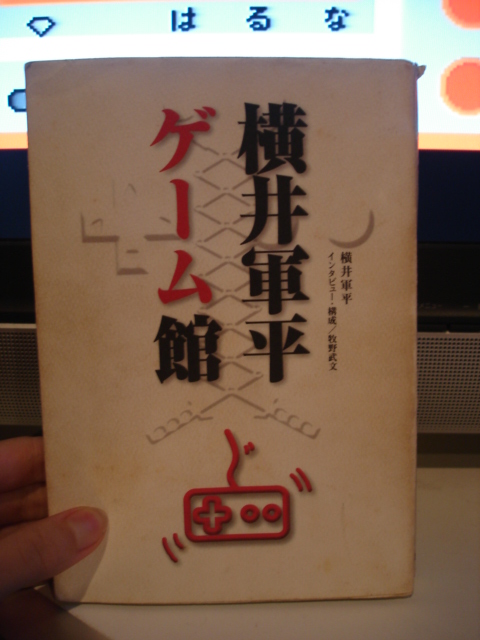 はるな
横井軍平
ゲーム館
横井軍平
インタビュー・構成／牧野武文